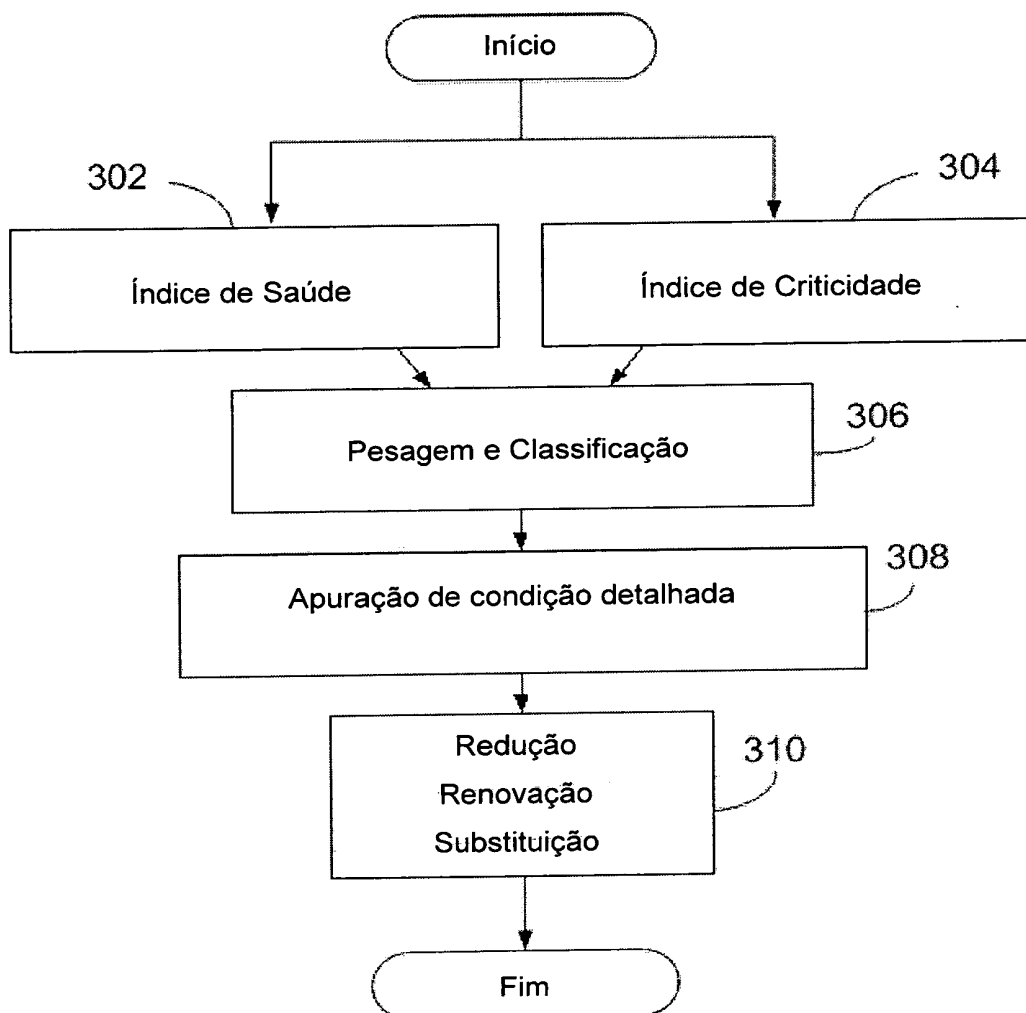 Início
302
304
Índice de Saúde
Índice de Criticidade
306
Pesagem e Classificação
308
Apuração de condição detalhada
310
Redução
Renovação
Substituição
Fim